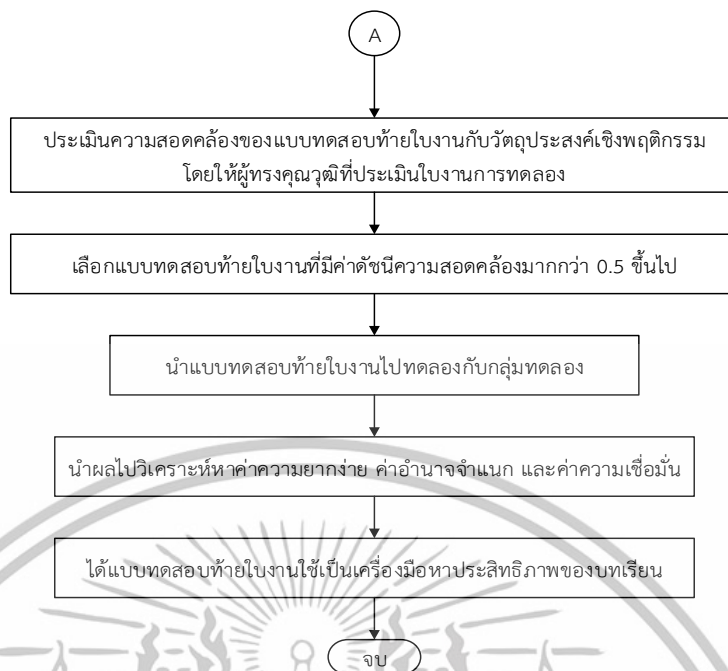 A
ประเมินความสอดคล้องของแบบทดสอบท้ายใบงานกับวัตถุประสงค์เชิงพฤติกรรม
โดยให้ผู้ทรงคุณวุฒิที่ประเมินใบงานการทดลอง
เลือกแบบทดสอบท้ายใบงานที่มีค่าดัชนีความสอดคล้องมากกว่า 0.5 ขึ้นไป
นำแบบทดสอบท้ายใบงานไปทดลองกับกลุ่มทดลอง
นำผลไปวิเคราะห์หาค่าความยากง่าย ค่าอำนาจจำแนก และค่าความเชื่อมั่น
ได้แบบทดสอบท้ายใบงานใช้เป็นเครื่องมือหาประสิทธิภาพของบทเรียน
จบ